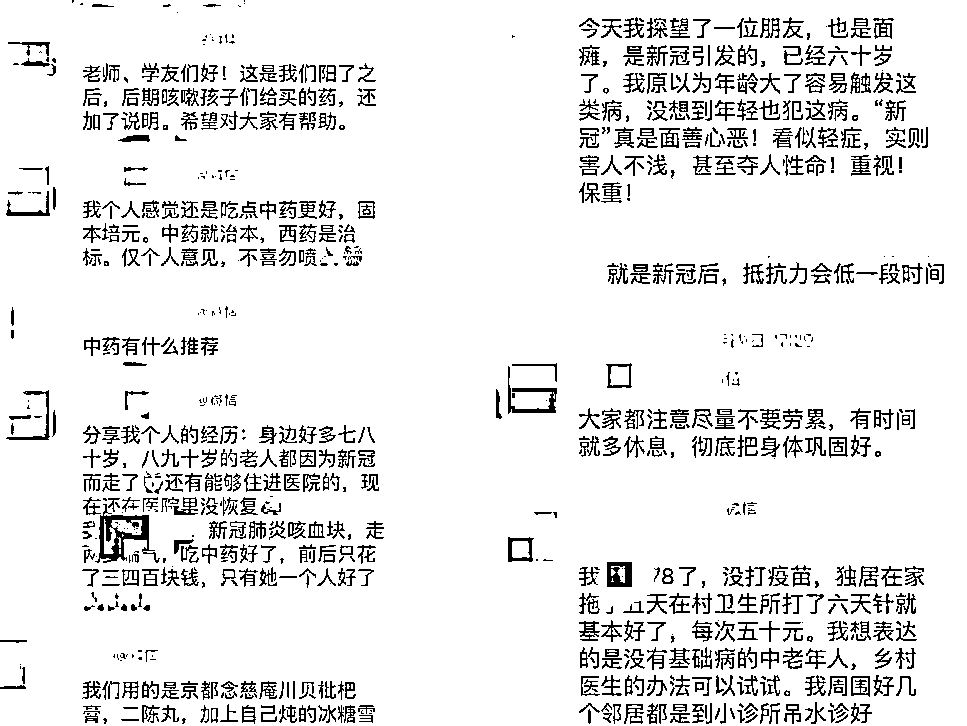 老师、学友们好！这是我们阳了之
后，后期咳嗽孩子们给买的药，还
加了说明。希望对大家有帮助。
我个人感觉还是吃点中药更好，固
本培元。中药就治本，西药是治
标。仅个人意见，不喜勿喷
中药有什么推荐
@微信
分享我个人的经历：身边好多七八
十岁，八九十岁的老人都因为新冠
而走了还有能够住进医院的，现
在还在医院里没恢复
新冠肺炎咳血块，走
气，吃中药好了，前后只花
了三四百块钱，只有她一个人好了
我们用的是京都念慈庵川贝枇杷
膏，二陈丸，加上自己炖的冰糖雪
今天我探望了一位朋友，也是面
瘫，是新冠引发的，已经六十岁
了。我原以为年龄大了容易触发这
类病，没想到年轻也犯这病。“新
冠”真是面善心恶！看似轻症，实则
害人不浅，甚至夺人性命！重视！
保重！
就是新冠后，抵抗力会低一段时间
大家都注意尽量不要劳累，有时间
就多休息，彻底把身体巩固好。
微信
我 78了，没打疫苗，独居在家
拖了五天在村卫生所打了六天针就
基本好了，每次五十元。我想表达
的是没有基础病的中老年人，乡村
医生的办法可以试试。我周围好几
个邻居都是到小诊所吊水诊好